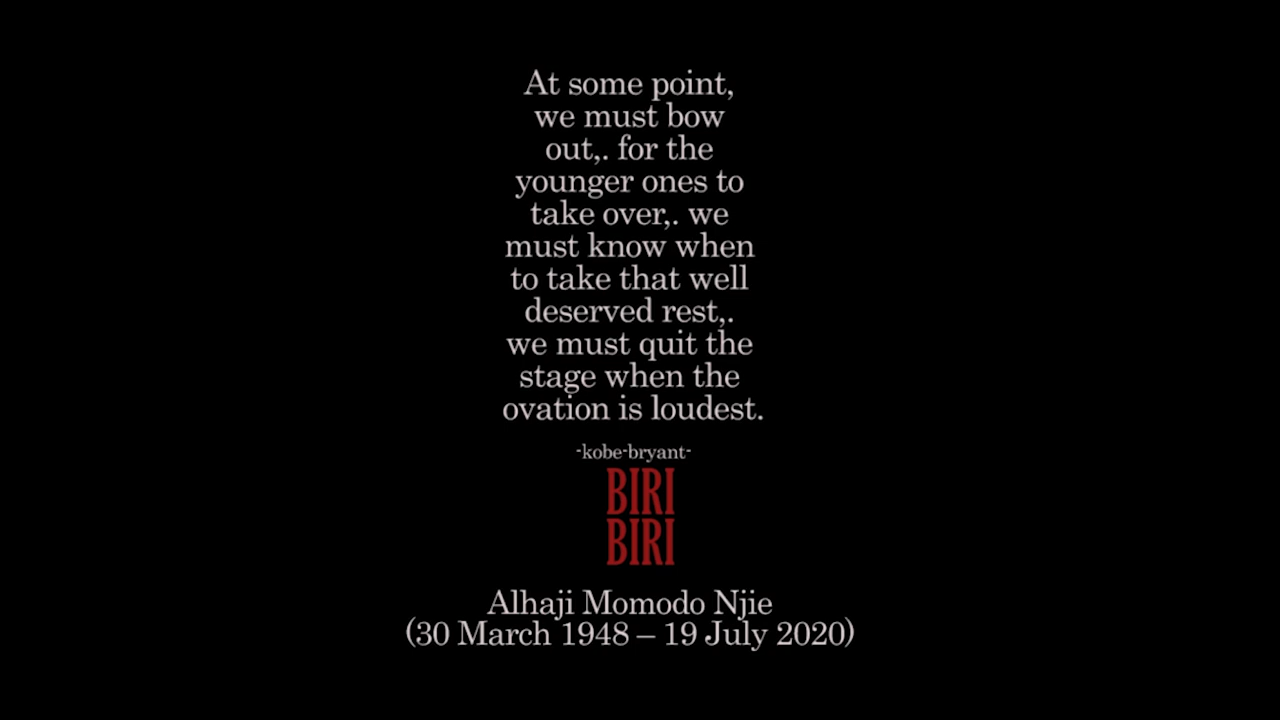 At some point,
we must bow
out,. for the
younger ones to
take over,. we
must know when
to take that well
deserved rest,.
we must quit the
stage when the
ovation is loudest.
-kobe-bryant-
BIRI
BIRI
Alhaji Momodo Njie
(30 March 1948 – 19 July 2020)